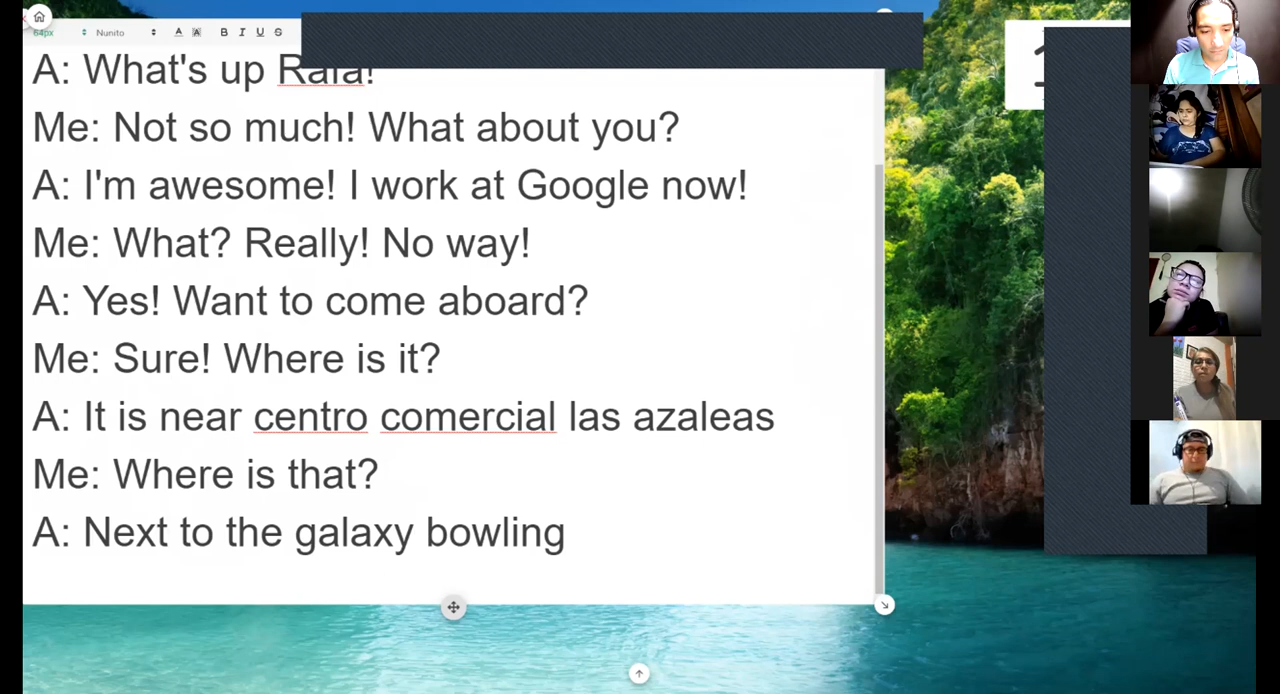 64px Nunito A A B I U S
A: What's up Rafa!
Me: Not so much! What about you?
A: I'm awesome! I work at Google now!
Me: What? Really! No way!
A: Yes! Want to come aboard?
Me: Sure! Where is it?
A: It is near centro comercial las azaleas
Me: Where is that?
A: Next to the galaxy bowling